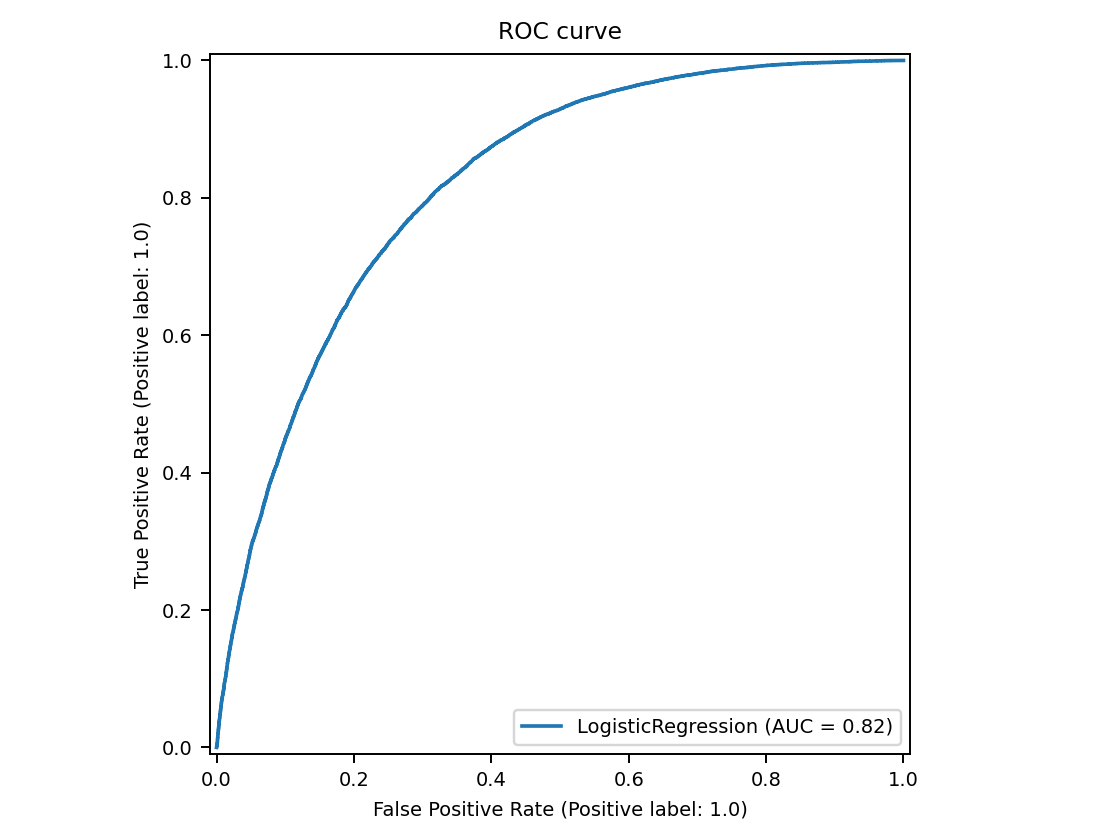 ROC curve
1.0
0.8
0.6
0.4
0.2
0.0
True Positive Rate (Positive label: 1.0)
LogisticRegression (AUC = 0.82)
0.0 0.2 0.4 0.6 0.8 1.0
False Positive Rate (Positive label: 1.0)